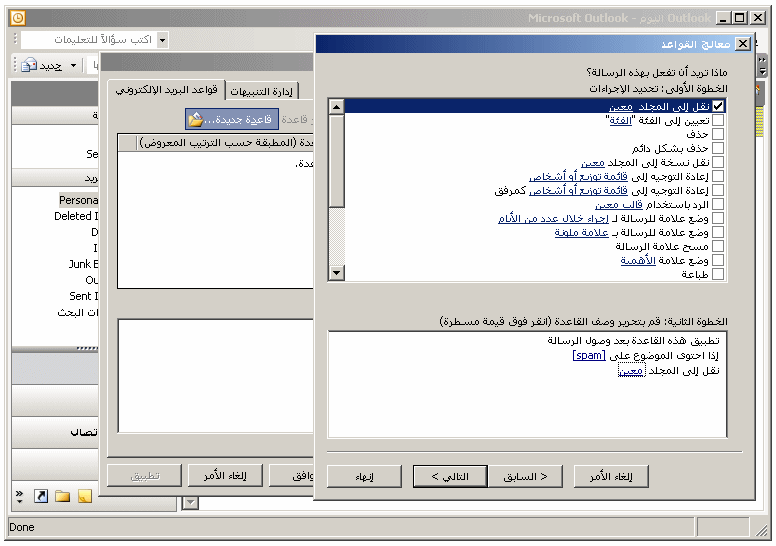 Outlook اليوم - Microsoft Outlook
اكتب سؤالاً للتعليمات
جديد
معالج القواعد
ماذا تريد أن تفعل بهذه الرسالة؟
الخطوة الأولى: تحديد الإجراءات
نقل إلى المجلد معين
تعيين إلى الفئة "الفئة"
حذف
حذف بشكل دائم
نقل نسخة إلى المجلد معين
إعادة التوجيه إلى قائمة توزيع أو أشخاص
إعادة التوجيه إلى قائمة توزيع أو أشخاص كمرفق
الرد باستخدام قالب معين
وضع علامة للرسالة لـ إجراء خلال عدد من الأيام
وضع علامة للرسالة بـ علامة ملونة
مسح علامة الرسالة
وضع علامة الأهمية
طباعة
الخطوة الثانية: قم بتحرير وصف القاعدة (انقر فوق قيمة مسطرة)
تطبيق هذه القاعدة بعد وصول الرسالة
إذا احتوى الموضوع على [spam]
نقل إلى المجلد معين
إلغاء الأمر
< السابق
التالي >
إنهاء
إدارة التنبيهات
قواعد البريد الإلكتروني
قاعدة جديدة...
قاعدة
عدة (المطبقة حسب الترتيب المعروض)
عدة.
وافق
إلغاء الأمر
تطبيق
ة
Se
ريد
Persona
Deleted I
D
I
Junk E
Ou
Sent I
ات البحث
تصال
Done